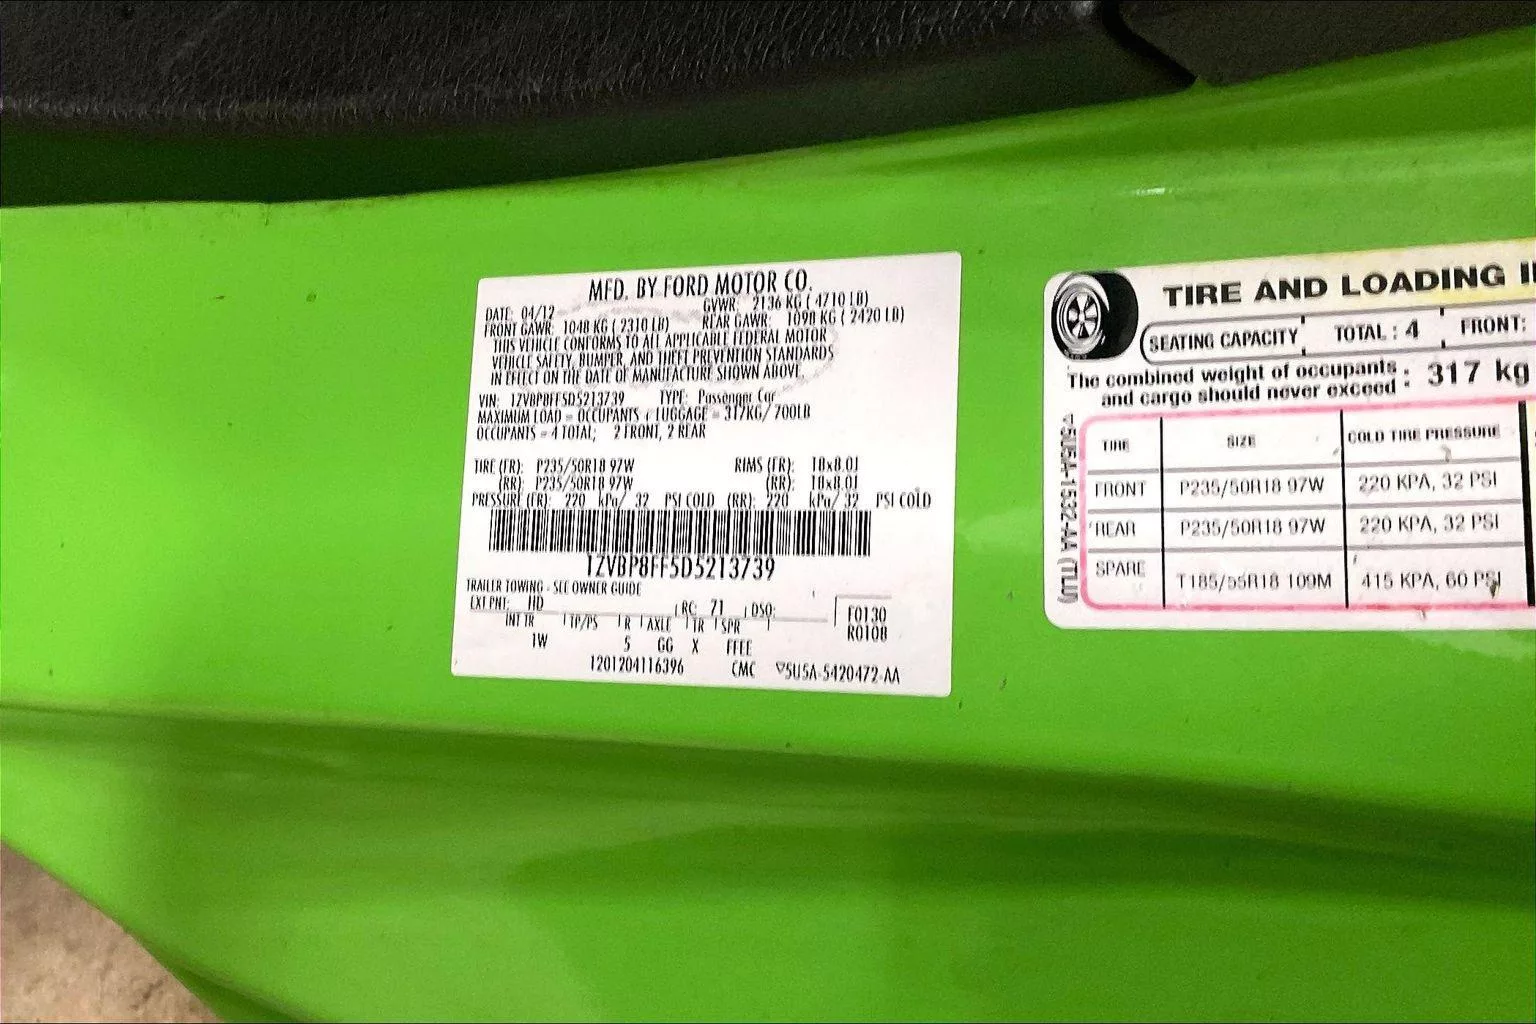 MFD. BY FORD MOTOR CO.
DATE: 04/12 GVWR: 2136 KG ( 4710 LB)
FRONT GAWR: 1048 KG ( 2310 LB) REAR GAWR: 1098 KG ( 2420 LB)
THIS VEHICLE CONFORMS TO ALL APPLICABLE FEDERAL MOTOR
VEHICLE SAFETY, BUMPER, AND THEFT PREVENTION STANDARDS
IN EFFECT ON THE DATE OF MANUFACTURE SHOWN ABOVE.
VIN: 1ZVBP8FF5D5213739 TYPE: Passenger Car
MAXIMUM LOAD = OCCUPANTS + LUGGAGE = 317KG/ 700LB
OCCUPANTS = 4 TOTAL; 2 FRONT, 2 REAR
TIRE (FR): P235/50R18 97W RIMS (FR): 18x8.0J
(RR): P235/50R18 97W (RR): 18x8.0J
PRESSURE (FR): 220 kPa/ 32 PSI COLD (RR): 220 kPa/ 32 PSI COLD
1ZVBP8FF5D5213739
TRAILER TOWING - SEE OWNER GUIDE
EXT PNT: HD RC: 71 DSO: F0130
INT TR TP/PS R AXLE TR SPR R0108
1W 5 GG X FFEE
1201204116396 CMC ▽5U5A-5420472-AA
TIRE AND LOADING
SEATING CAPACITY TOTAL : 4 FRONT:
The combined weight of occupants : 317 kg
and cargo should never exceed
▽5U5A-1532-AA (TLU)
TIRE SIZE COLD TIRE PRESSURE
FRONT P235/50R18 97W 220 KPA, 32 PSI
REAR P235/50R18 97W 220 KPA, 32 PSI
SPARE T185/55R18 109M 415 KPA, 60 PSI